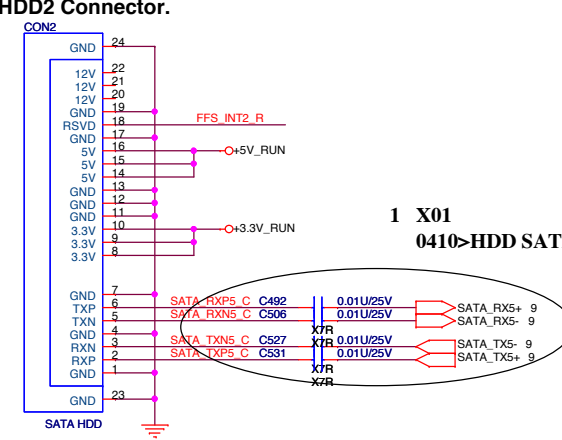 HDD2 Connector.
CON2
GND 24
12V 22
12V 21
12V 20
GND 19
RSVD 18 FFS_INT2_R
GND 17
5V 16 +5V_RUN
5V 15
5V 14
GND 13
GND 12
GND 11
3.3V 10 +3.3V_RUN
3.3V 9
3.3V 8
1 X01
0410>HDD SAT
GND 7
TXP 6 SATA_RXP5_C C492 0.01U/25V SATA_RX5+ 9
TXN 5 SATA_RXN5_C C506 0.01U/25V SATA_RX5- 9
GND 4 X7R
RXN 3 SATA_TXN5_C C527 X7R 0.01U/25V SATA_TX5- 9
RXP 2 SATA_TXP5_C C531 0.01U/25V SATA_TX5+ 9
GND 1 X7R
X7R
GND 23
SATA HDD